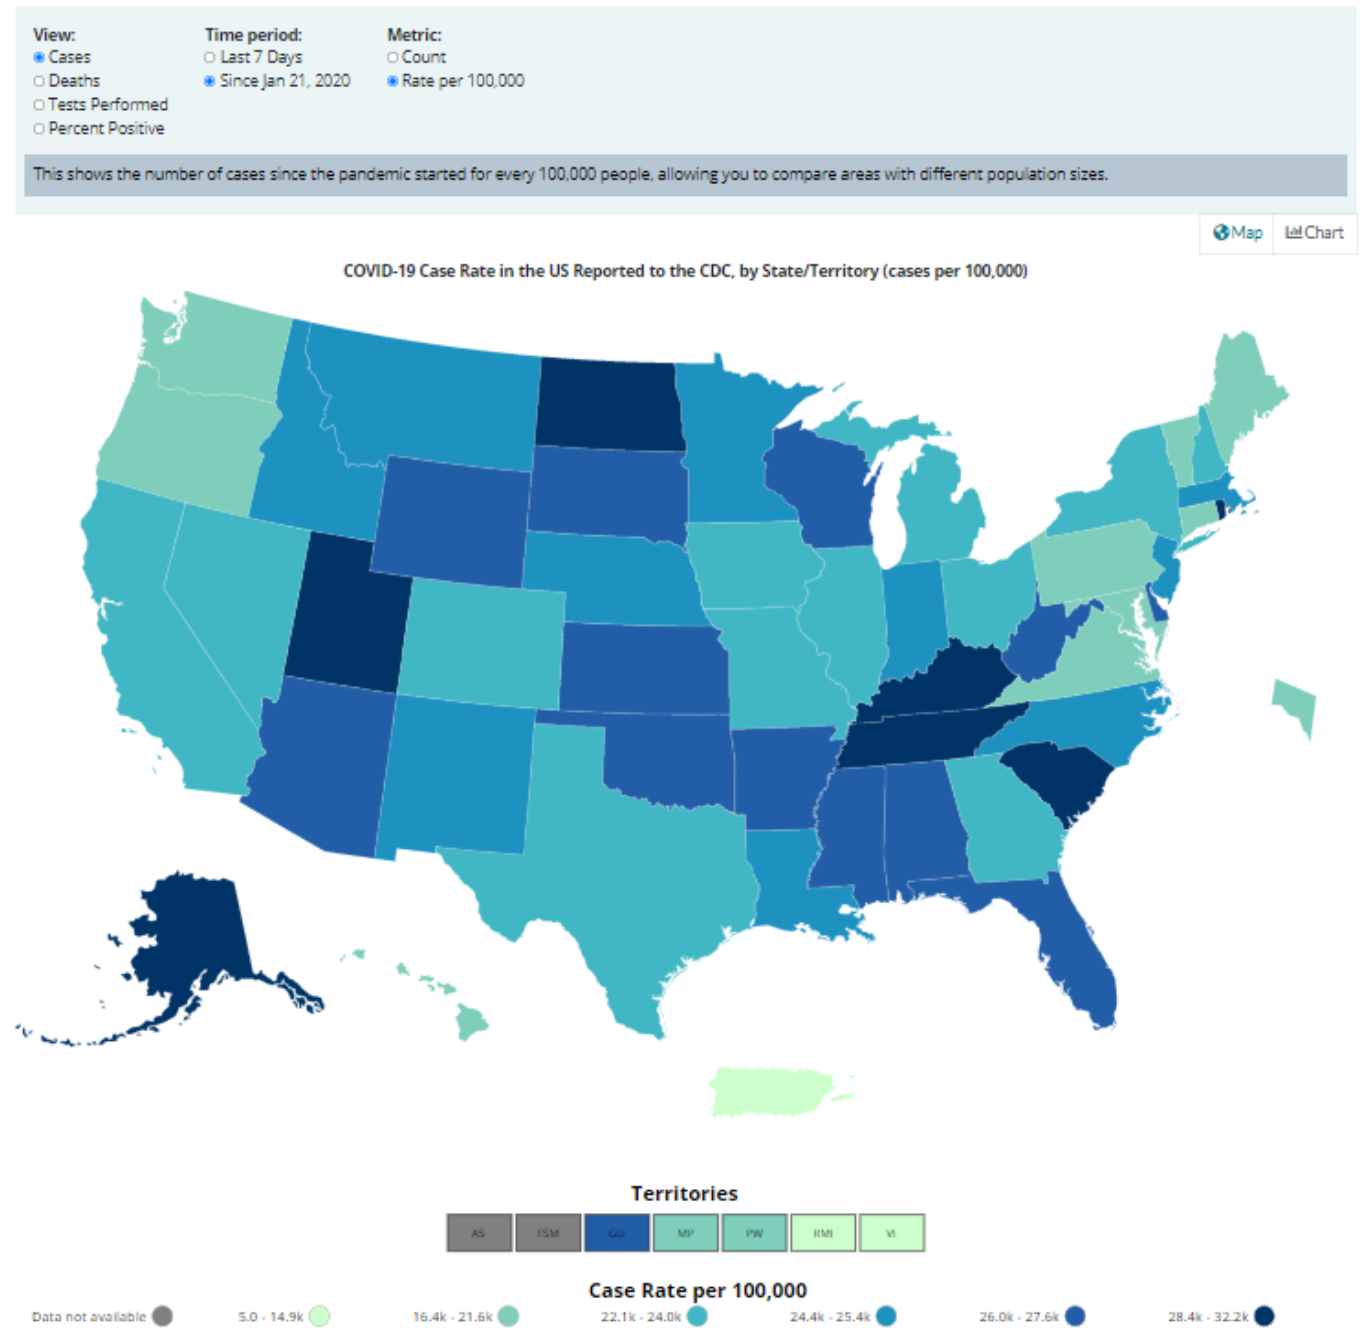 View:
Cases
Deaths
Tests Performed
Percent Positive
Time period:
Last 7 Days
Since Jan 21, 2020
Metric:
Count
Rate per 100,000
This shows the number of cases since the pandemic started for every 100,000 people, allowing you to compare areas with different population sizes.
Map Chart
COVID-19 Case Rate in the US Reported to the CDC, by State/Territory (cases per 100,000)
Territories
AS FSM GU MP PW RMI VI
Case Rate per 100,000
Data not available 5.0 - 14.9k 16.4k - 21.6k 22.1k - 24.0k 24.4k - 25.4k 26.0k - 27.6k 28.4k - 32.2k